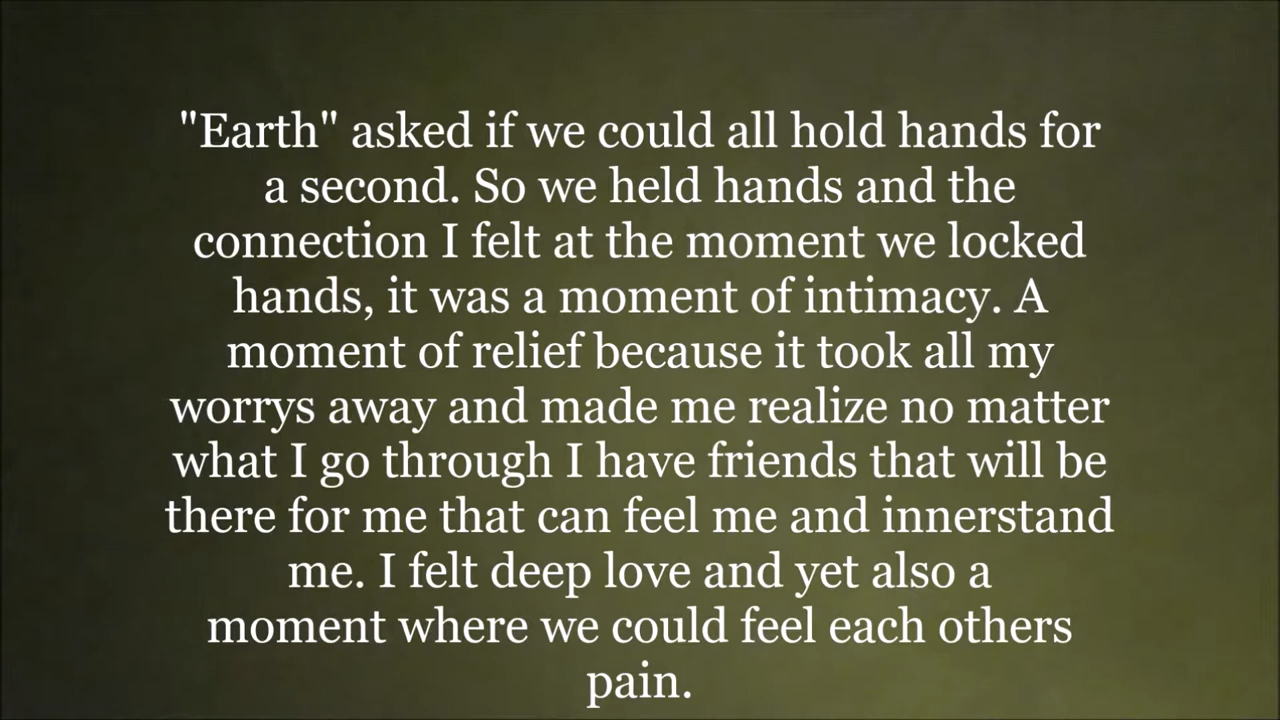 "Earth" asked if we could all hold hands for
a second. So we held hands and the
connection I felt at the moment we locked
hands, it was a moment of intimacy. A
moment of relief because it took all my
worrys away and made me realize no matter
what I go through I have friends that will be
there for me that can feel me and innerstand
me. I felt deep love and yet also a
moment where we could feel each others
pain.